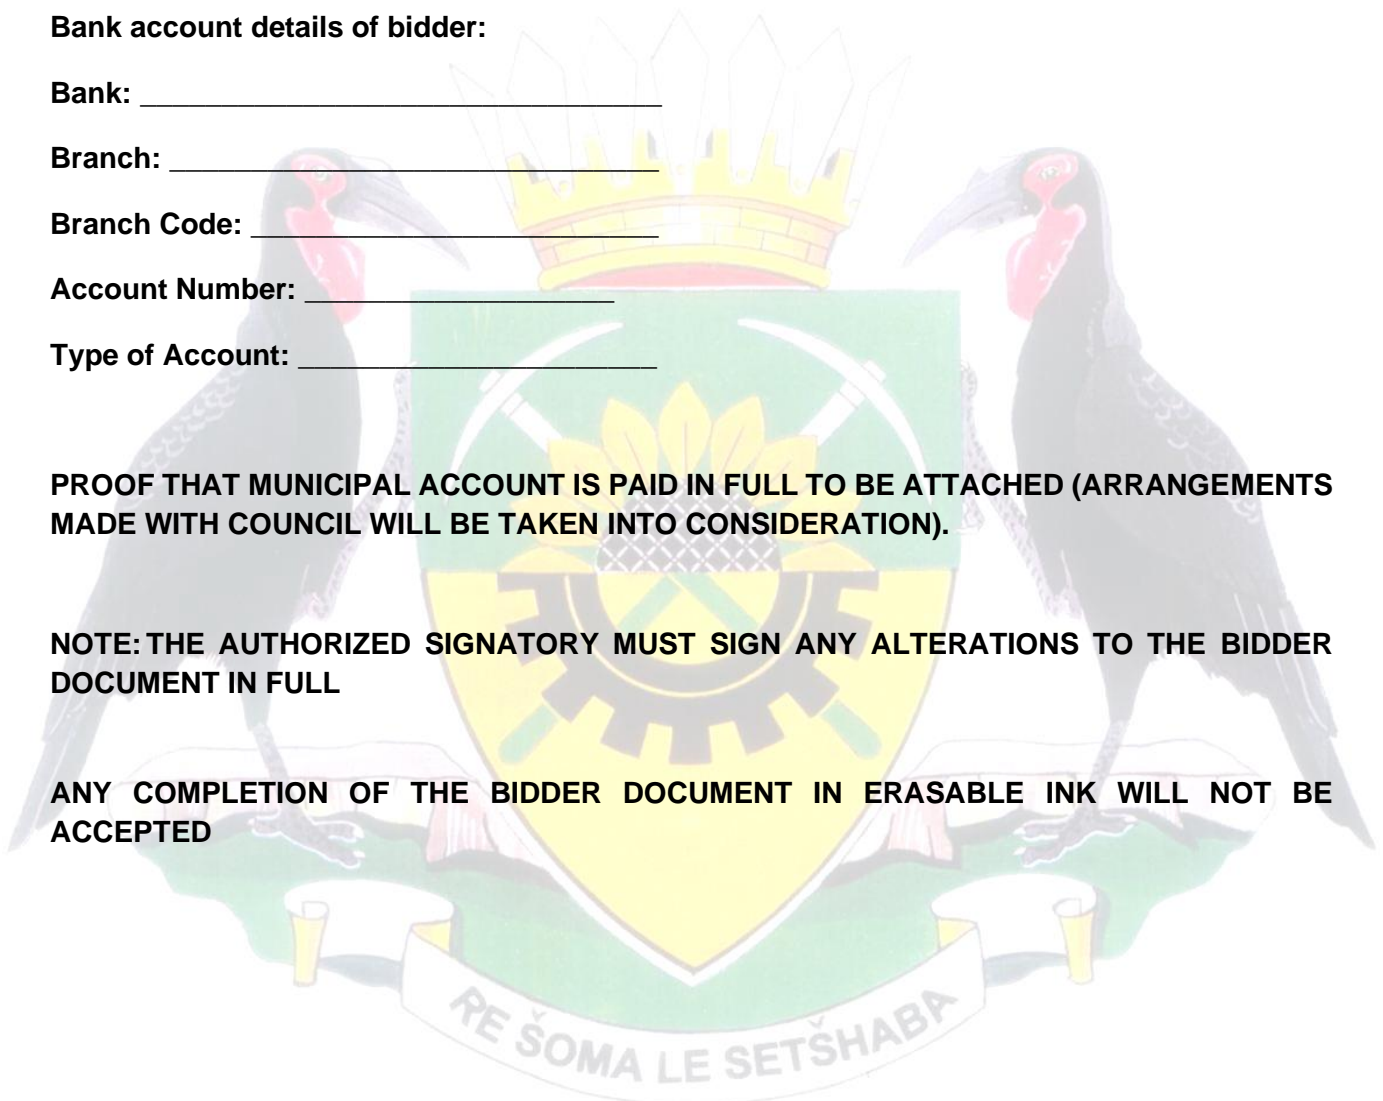 Bank account details of bidder:
Bank: ________________________________
Branch: ______________________________
Branch Code: _________________________
Account Number: ___________________
Type of Account: ______________________
PROOF THAT MUNICIPAL ACCOUNT IS PAID IN FULL TO BE ATTACHED (ARRANGEMENTS
MADE WITH COUNCIL WILL BE TAKEN INTO CONSIDERATION).
NOTE: THE AUTHORIZED SIGNATORY MUST SIGN ANY ALTERATIONS TO THE BIDDER
DOCUMENT IN FULL
ANY COMPLETION OF THE BIDDER DOCUMENT IN ERASABLE INK WILL NOT BE
ACCEPTED
RE ŠOMA LE SETŠHABA